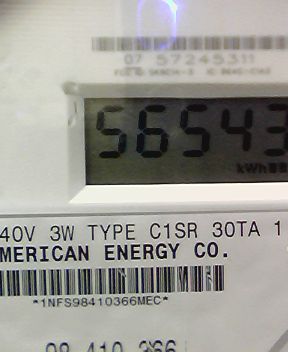 07 57245311
56543
kWh
40V 3W TYPE C1SR 30TA 1
MERICAN ENERGY CO.
*1NFS98410366MEC*
98 410 366